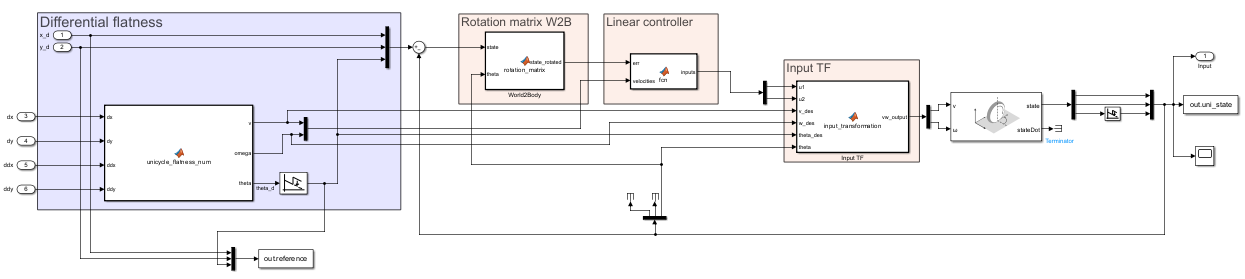 Differential flatness
x_d
1
y_d
2
dx
3
dy
4
ddx
5
ddy
6
dx
dy
ddx
ddy
unicycle_flatness_num
v
omega
theta
theta_d
out.reference
Rotation matrix W2B
state
theta
state_rotated
rotation_matrix
World2Body
Linear controller
err
velocities
fcn
inputs
Input TF
u1
u2
v_des
w_des
theta_des
theta
input_transformation
vw_output
Input TF
v
ω
state
stateDot
Terminator
1
Input
out.uni_state